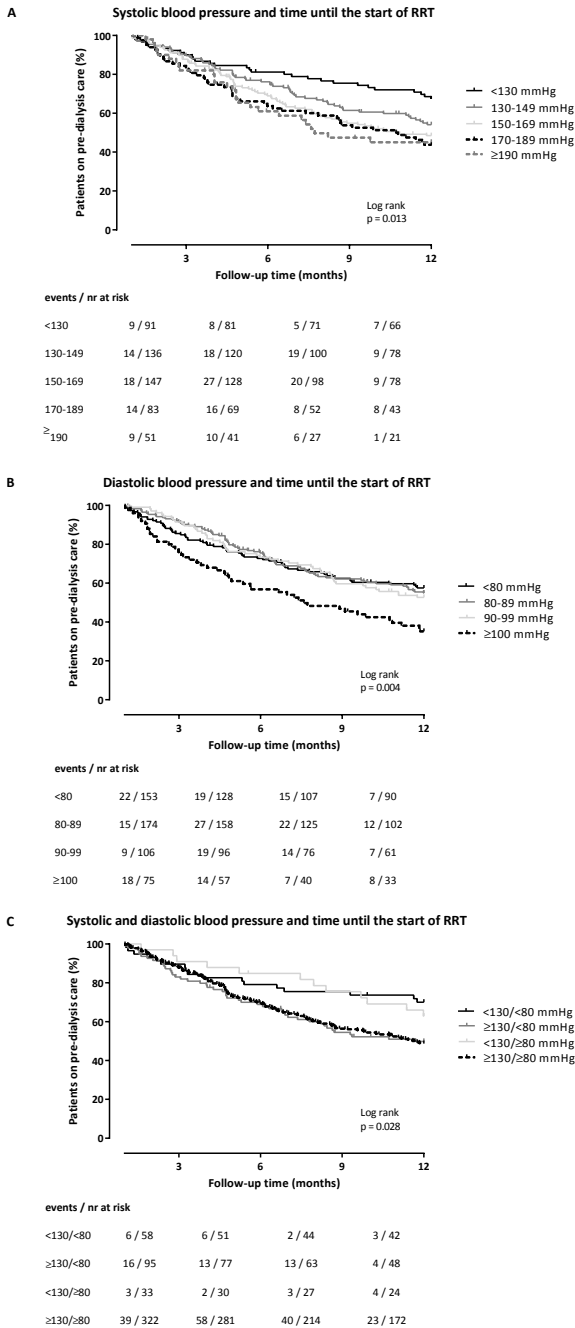 A
Systolic blood pressure and time until the start of RRT
Patients on pre-dialysis care (%)
100
80
60
40
20
0
3 6 9 12
Follow-up time (months)
<130 mmHg
130-149 mmHg
150-169 mmHg
170-189 mmHg
≥190 mmHg
Log rank
p = 0.013
events / nr at risk
<130 9 / 91 8 / 81 5 / 71 7 / 66
130-149 14 / 136 18 / 120 19 / 100 9 / 78
150-169 18 / 147 27 / 128 20 / 98 9 / 78
170-189 14 / 83 16 / 69 8 / 52 8 / 43
≥190 9 / 51 10 / 41 6 / 27 1 / 21
B
Diastolic blood pressure and time until the start of RRT
Patients on pre-dialysis care (%)
100
80
60
40
20
0
3 6 9 12
Follow-up time (months)
<80 mmHg
80-89 mmHg
90-99 mmHg
≥100 mmHg
Log rank
p = 0.004
events / nr at risk
<80 22 / 153 19 / 128 15 / 107 7 / 90
80-89 15 / 174 27 / 158 22 / 125 12 / 102
90-99 9 / 106 19 / 96 14 / 76 7 / 61
≥100 18 / 75 14 / 57 7 / 40 8 / 33
C
Systolic and diastolic blood pressure and time until the start of RRT
Patients on pre-dialysis care (%)
100
80
60
40
20
0
3 6 9 12
Follow-up time (months)
<130/<80 mmHg
≥130/<80 mmHg
<130/≥80 mmHg
≥130/≥80 mmHg
Log rank
p = 0.028
events / nr at risk
<130/<80 6 / 58 6 / 51 2 / 44 3 / 42
≥130/<80 16 / 95 13 / 77 13 / 63 4 / 48
<130/≥80 3 / 33 2 / 30 3 / 27 4 / 24
≥130/≥80 39 / 322 58 / 281 40 / 214 23 / 172